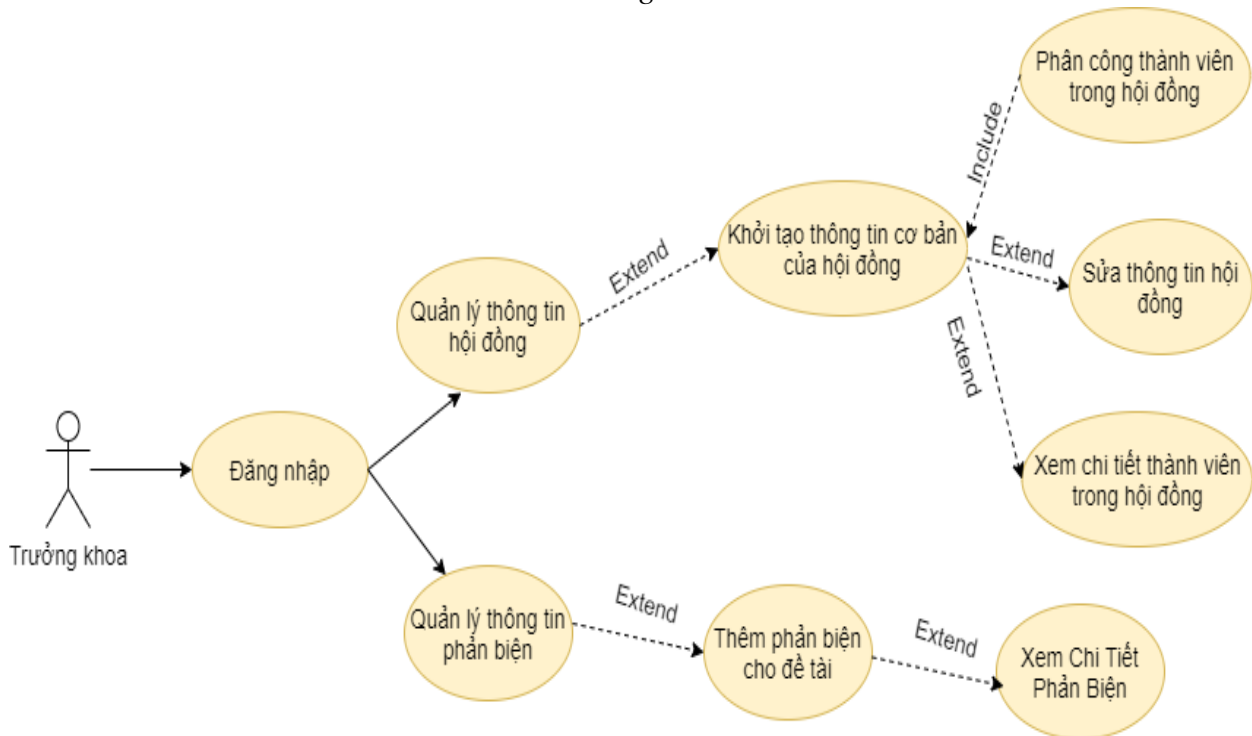 Phân công thành viên
trong hội đồng
Include
Khởi tạo thông tin cơ bản
của hội đồng
Extend
Sửa thông tin hội
đồng
Extend
Quản lý thông tin
hội đồng
Extend
Xem chi tiết thành viên
trong hội đồng
Đăng nhập
Trưởng khoa
Quản lý thông tin
phản biện
Extend
Thêm phản biện
cho đề tài
Extend
Xem Chi Tiết
Phản Biện